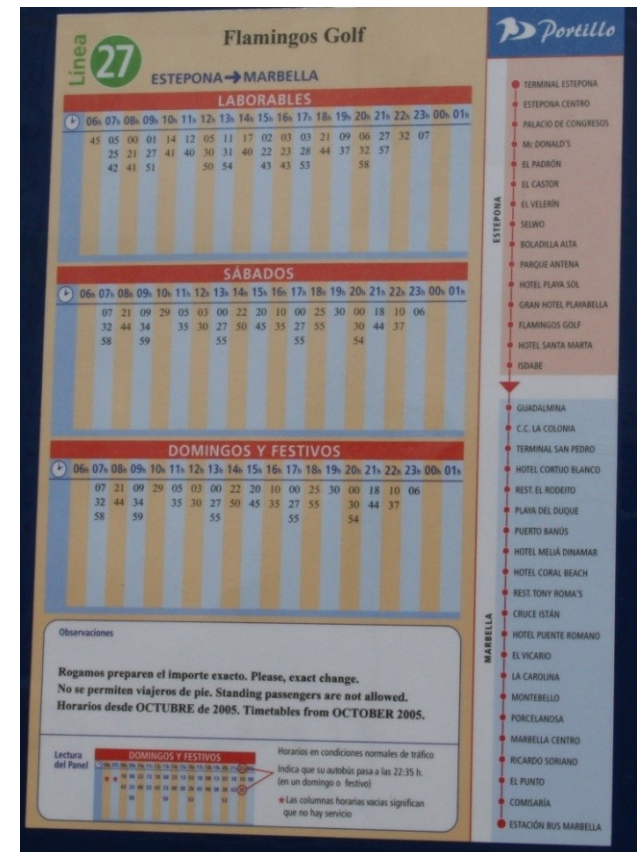 Línea
27
Flamingos Golf
ESTEPONA➔MARBELLA
LABORABLES
06h 07h 08h 09h 10h 11h 12h 13h 14h 15h 16h 17h 18h 19h 20h 21h 22h 23h 00h 01h
45 05 00 01 14 12 05 11 17 02 03 03 21 09 06 27 32 07
25 21 27 41 40 30 31 40 22 23 28 44 37 32 57
42 41 51 50 54 43 43 53 58
SÁBADOS
06h 07h 08h 09h 10h 11h 12h 13h 14h 15h 16h 17h 18h 19h 20h 21h 22h 23h 00h 01h
07 21 09 29 05 03 00 22 20 10 00 25 30 00 18 10 06
32 44 34 35 30 27 50 45 35 27 55 30 44 37
58 59 55 55 54
DOMINGOS Y FESTIVOS
06h 07h 08h 09h 10h 11h 12h 13h 14h 15h 16h 17h 18h 19h 20h 21h 22h 23h 00h 01h
07 21 09 29 05 03 00 22 20 10 00 25 30 00 18 10 06
32 44 34 35 30 27 50 45 35 27 55 30 44 37
58 59 55 55 54
Observaciones
Rogamos preparen el importe exacto. Please, exact change.
No se permiten viajeros de pie. Standing passengers are not allowed.
Horarios desde OCTUBRE de 2005. Timetables from OCTOBER 2005.
Lectura
del Panel
DOMINGOS Y FESTIVOS
Horarios en condiciones normales de tráfico
Indica que su autobús pasa a las 22:35 h.
(en un domingo o festivo)
★Las columnas horarias vacias significan
que no hay servicio
Portillo
ESTEPONA
TERMINAL ESTEPONA
ESTEPONA CENTRO
PALACIO DE CONGRESOS
Mc DONALD'S
EL PADRÓN
EL CASTOR
EL VELERÍN
SELWO
BOLADILLA ALTA
PARQUE ANTENA
HOTEL PLAYA SOL
GRAN HOTEL PLAYABELLA
FLAMINGOS GOLF
HOTEL SANTA MARTA
ISDABE
MARBELLA
GUADALMINA
C.C. LA COLONIA
TERMINAL SAN PEDRO
HOTEL CORTIJO BLANCO
REST. EL RODEITO
PLAYA DEL DUQUE
PUERTO BANÚS
HOTEL MELIÁ DINAMAR
HOTEL CORAL BEACH
REST. TONY ROMA'S
CRUCE ISTÁN
HOTEL PUENTE ROMANO
EL VICARIO
LA CAROLINA
MONTEBELLO
PORCELANOSA
MARBELLA CENTRO
RICARDO SORIANO
EL PUNTO
COMISARÍA
ESTACIÓN BUS MARBELLA